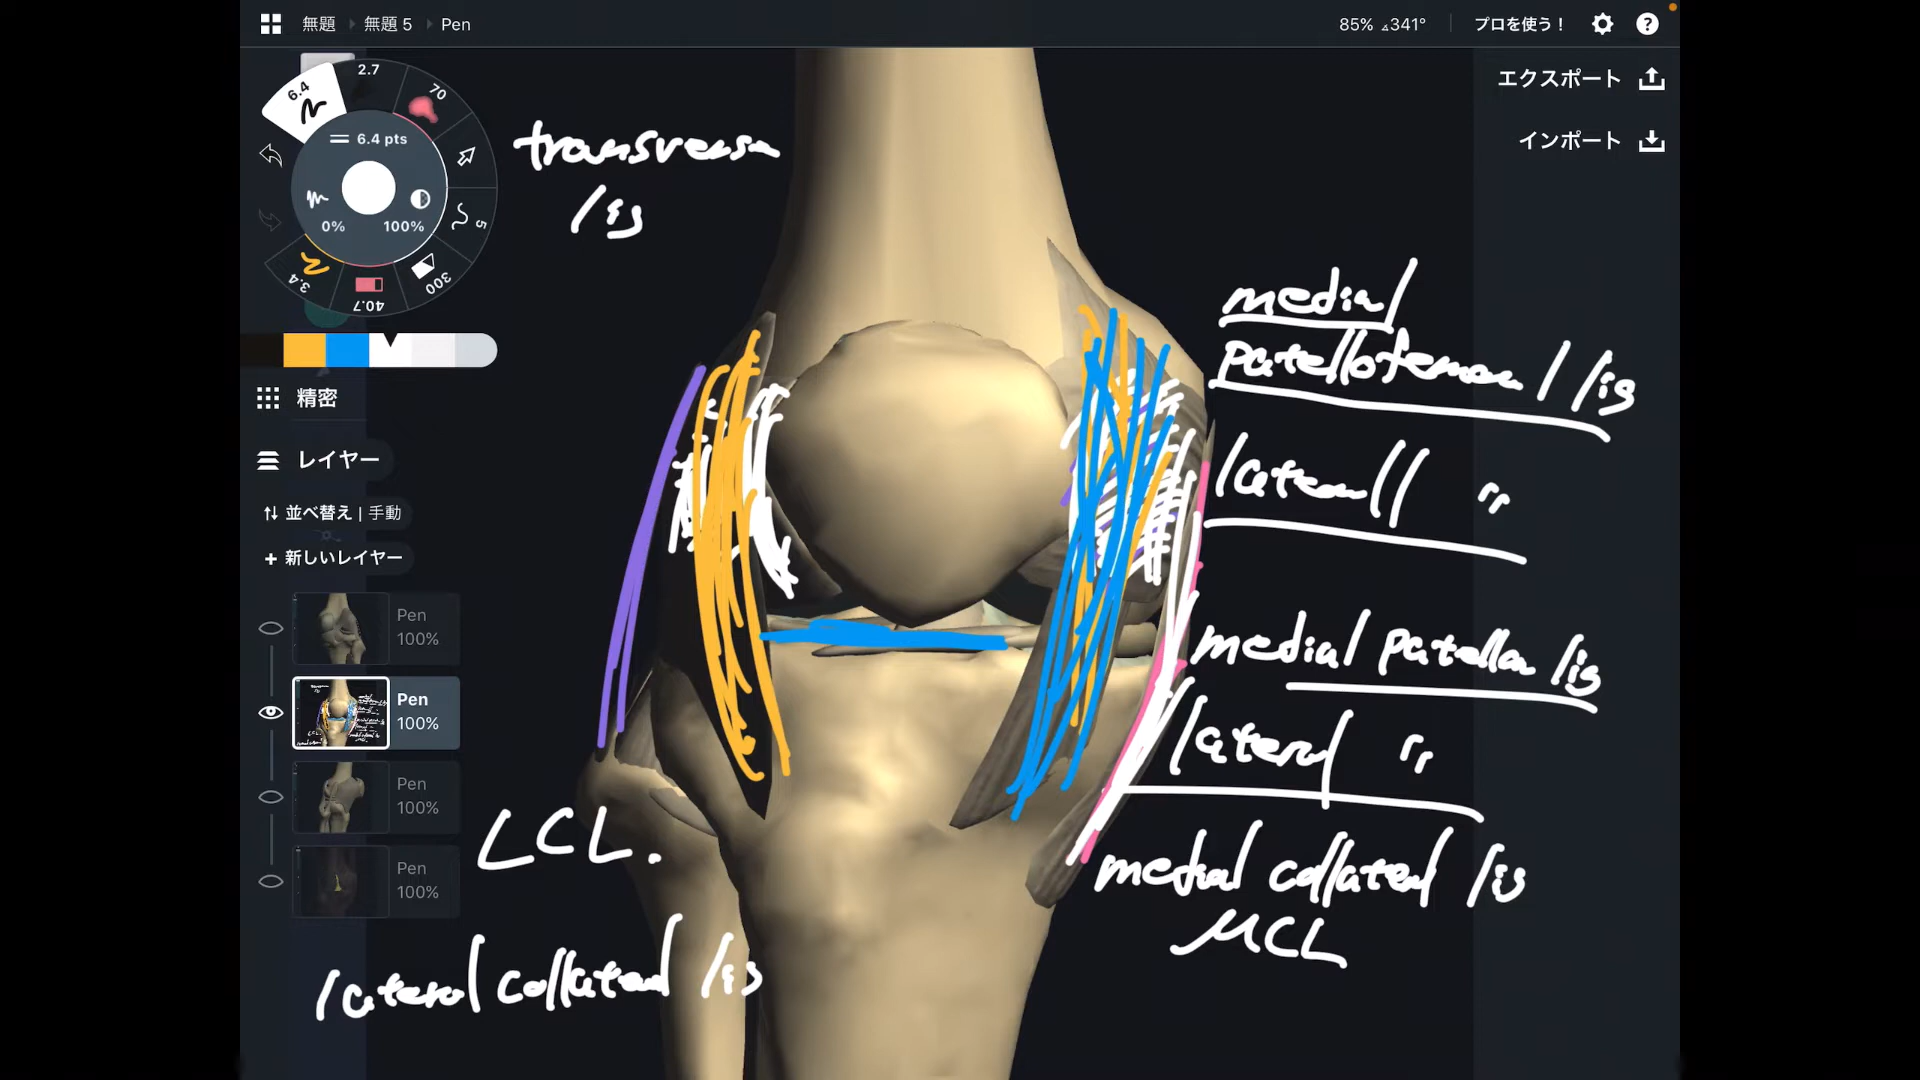 無題 無題 5 Pen
85% ⊿341° プロを使う!
エクスポート
インポート
2.7
6.4
70
6.4 pts
5
0% 100%
3.4
40.7
300
精密
レイヤー
並べ替え | 手動
+ 新しいレイヤー
Pen
100%
Pen
100%
Pen
100%
Pen
100%
transverse
lig
medial
patellofemoral lig
lateral 〃
medial patella lig
lateral 〃
medial collateral lig
MCL
LCL.
lateral collateral lig